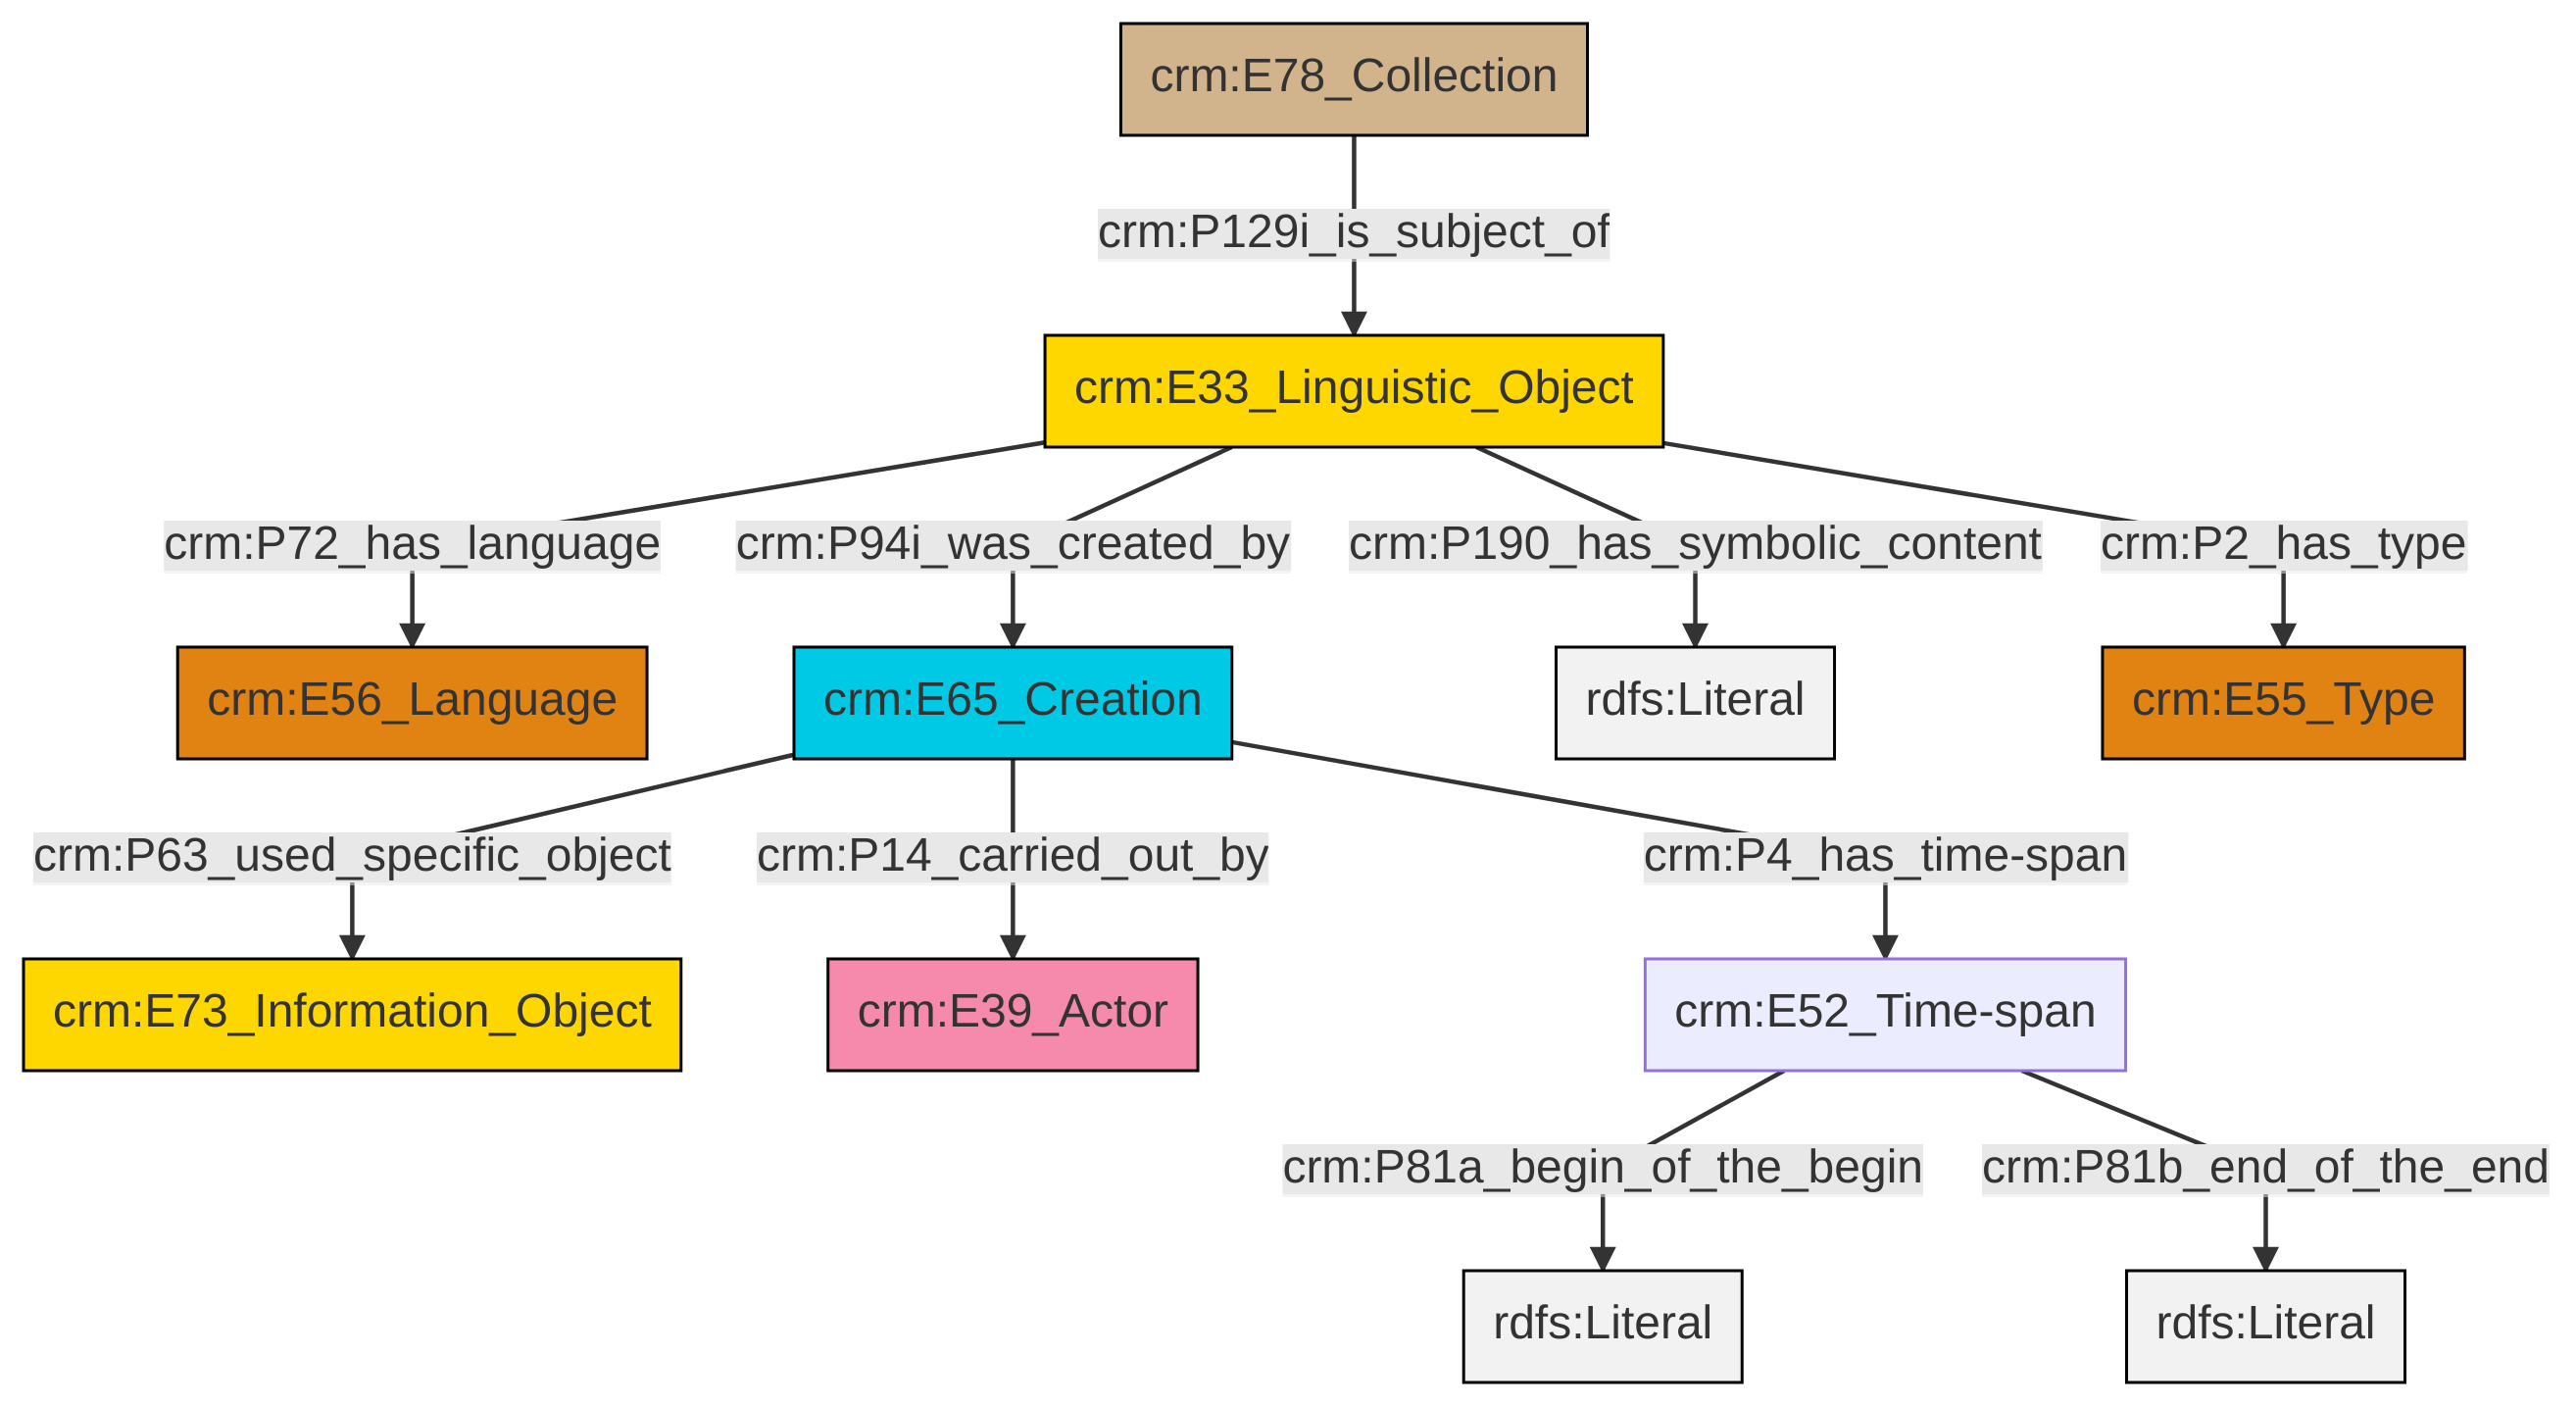 crm:E78_Collection
crm:P129i_is_subject_of
crm:E33_Linguistic_Object
crm:P72_has_language
crm:P94i_was_created_by
crm:P190_has_symbolic_content
crm:P2_has_type
crm:E56_Language
crm:E65_Creation
rdfs:Literal
crm:E55_Type
crm:P63_used_specific_object
crm:P14_carried_out_by
crm:P4_has_time-span
crm:E73_Information_Object
crm:E39_Actor
crm:E52_Time-span
crm:P81a_begin_of_the_begin
crm:P81b_end_of_the_end
rdfs:Literal
rdfs:Literal